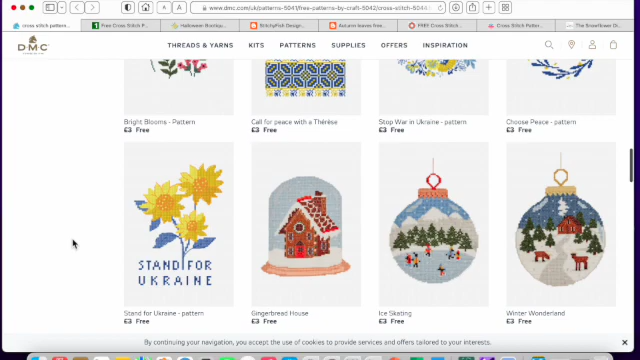 www.dmc.com/uk/patterns-5041/free-patterns-by-craft-5042/cross-stitch-5044
cross stitch pattern...
Free Cross Stitch P...
Halloween Bookop...
StitchyFish Design...
Autumn leaves free...
FREE Cross Stitch...
Cross Stitch Patter...
The Snowflake Di...
DMC
THREADS & YARNS KITS PATTERNS SUPPLIES OFFERS INSPIRATION
Bright Blooms - Pattern
Free
Call for peace with a Thérèse
Free
Stop War in Ukraine - pattern
Free
Choose Peace - pattern
Free
STAND FOR
UKRAINE
Stand for Ukraine - pattern
Free
Gingerbread House
Free
Ice Skating
Free
Winter Wonderland
Free
By continuing your navigation, you accept the use of cookies to provide services and offers tailored to your interests.